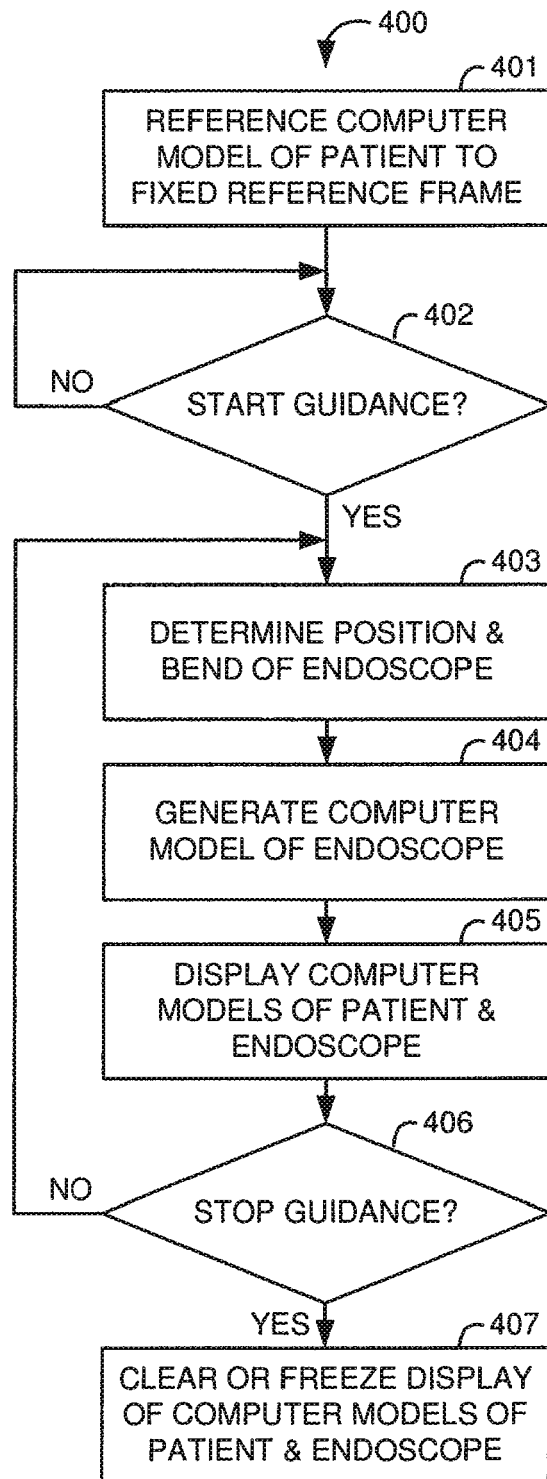 400
401
REFERENCE COMPUTER
MODEL OF PATIENT TO
FIXED REFERENCE FRAME
402
NO
START GUIDANCE?
YES
403
DETERMINE POSITION &
BEND OF ENDOSCOPE
404
GENERATE COMPUTER
MODEL OF ENDOSCOPE
405
DISPLAY COMPUTER
MODELS OF PATIENT &
ENDOSCOPE
406
NO
STOP GUIDANCE?
YES
407
CLEAR OR FREEZE DISPLAY
OF COMPUTER MODELS OF
PATIENT & ENDOSCOPE